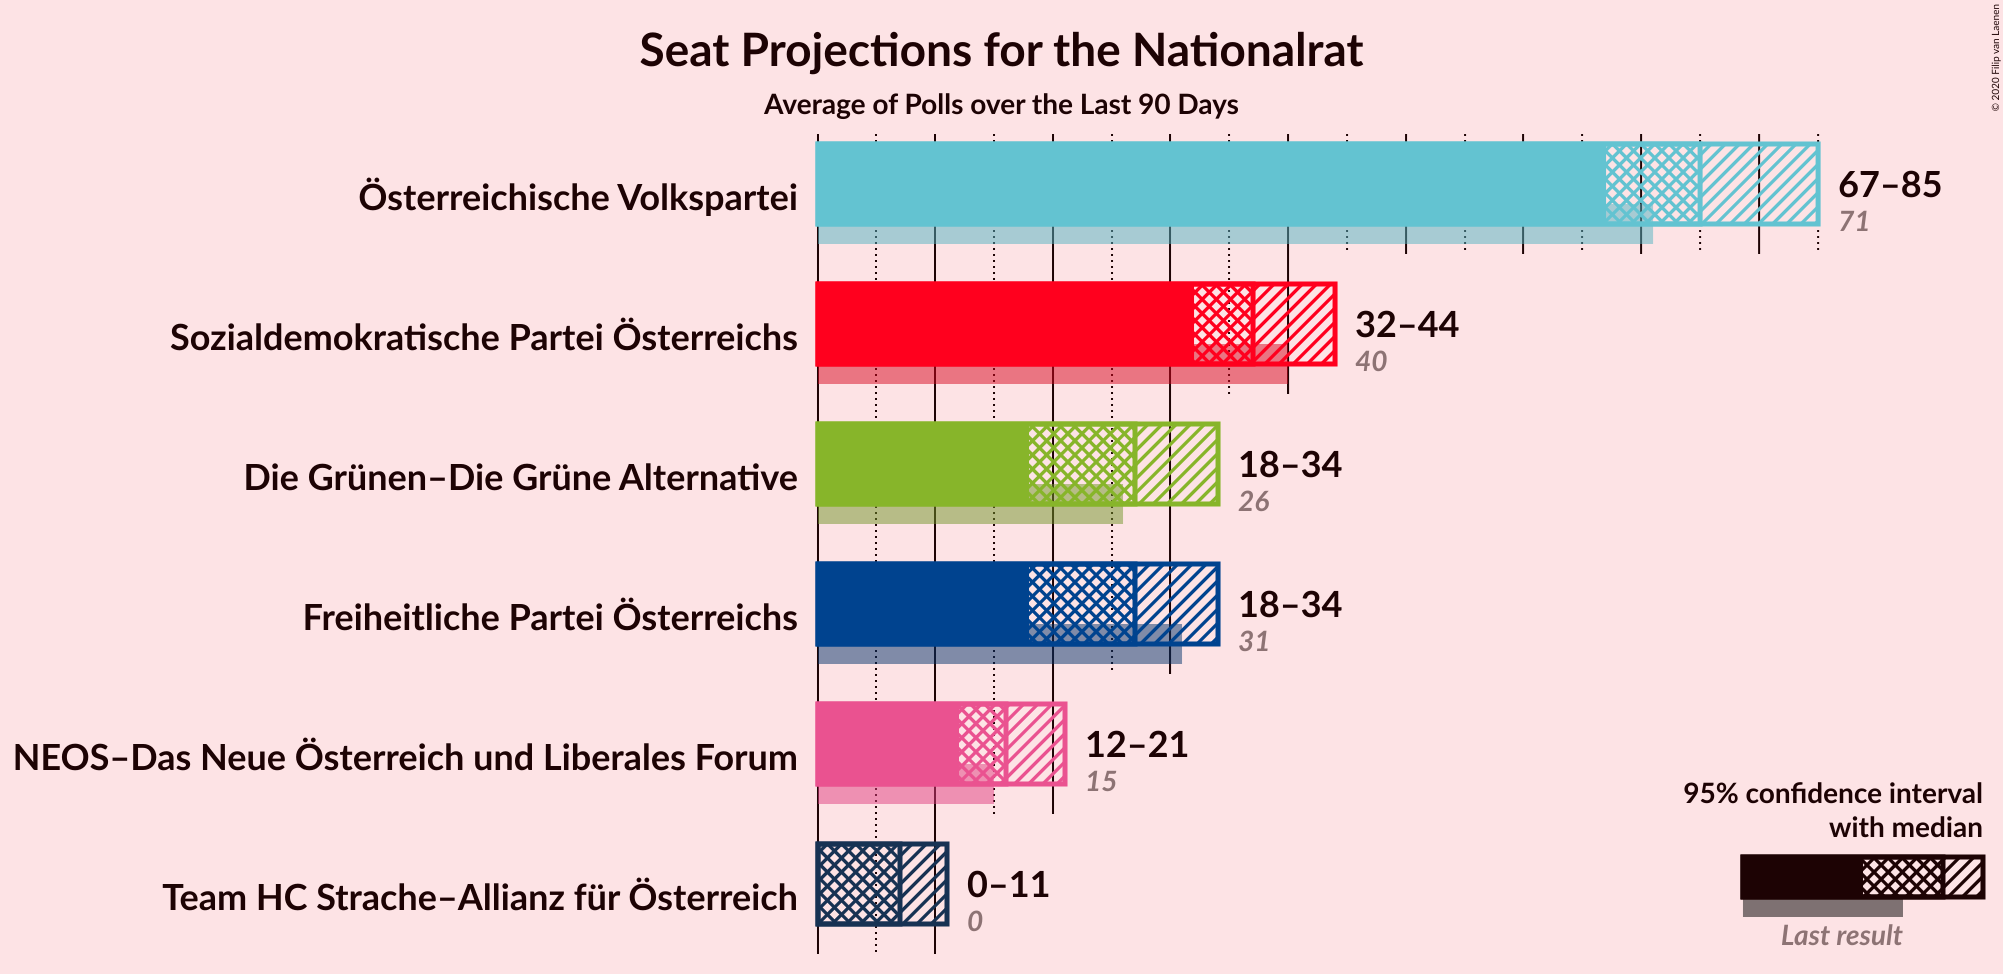 Seat Projections for the Nationalrat
Average of Polls over the Last 90 Days
© 2020 Filip van Laenen
Österreichische Volkspartei
67–85
71
Sozialdemokratische Partei Österreichs
32–44
40
Die Grünen–Die Grüne Alternative
18–34
26
Freiheitliche Partei Österreichs
18–34
31
NEOS–Das Neue Österreich und Liberales Forum
12–21
15
Team HC Strache–Allianz für Österreich
0–11
0
95% confidence interval
with median
Last result